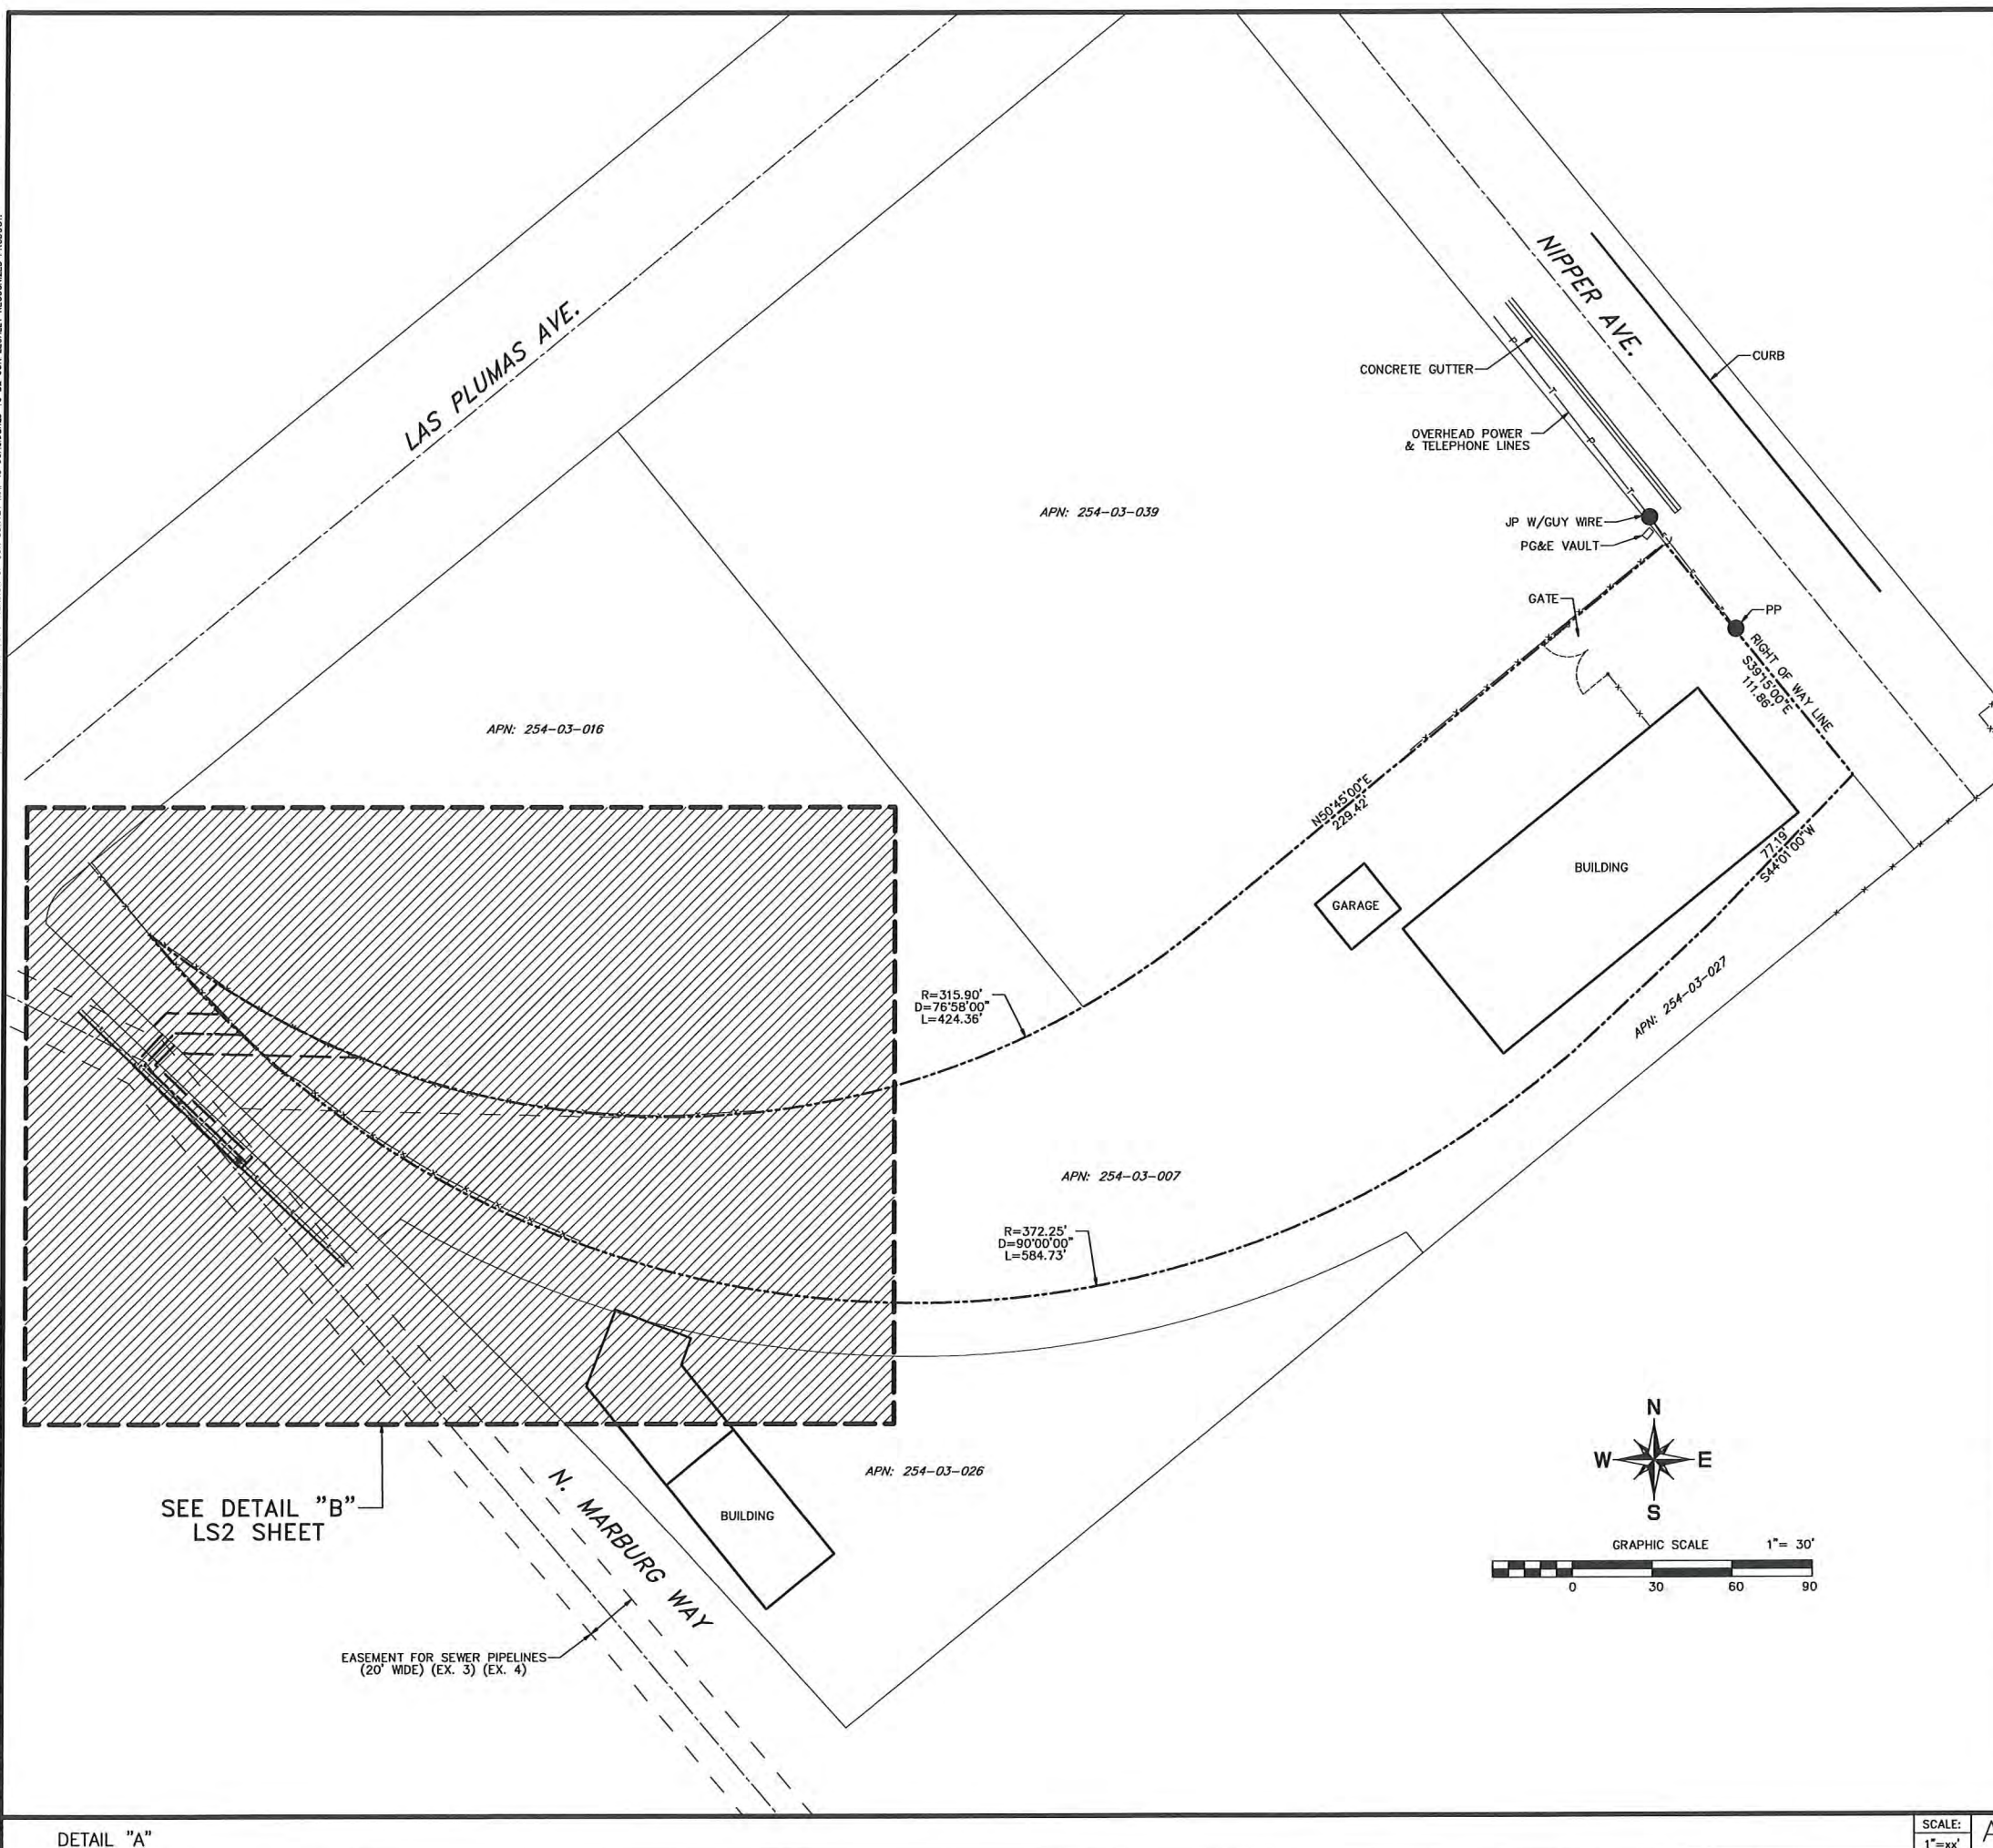 LAS PLUMAS AVE.
NIPPER AVE.
CURB
CONCRETE GUTTER
OVERHEAD POWER
& TELEPHONE LINES
APN: 254-03-039
JP W/GUY WIRE
PG&E VAULT
GATE
PP
RIGHT OF WAY LINE
S39°15'00"E
111.86'
APN: 254-03-016
N50°45'00"E
229.42'
BUILDING
77.19'
S44°01'00"W
GARAGE
APN: 254-03-027
R=315.90'
D=76°58'00"
L=424.36'
APN: 254-03-007
R=372.25'
D=90°00'00"
L=584.73'
APN: 254-03-026
SEE DETAIL "B"
LS2 SHEET
N. MARBURG WAY
BUILDING
EASEMENT FOR SEWER PIPELINES
(20' WIDE) (EX. 3) (EX. 4)
N
W E
S
GRAPHIC SCALE 1"= 30'
0 30 60 90
DETAIL "A"
SCALE:
1"=xx'
A